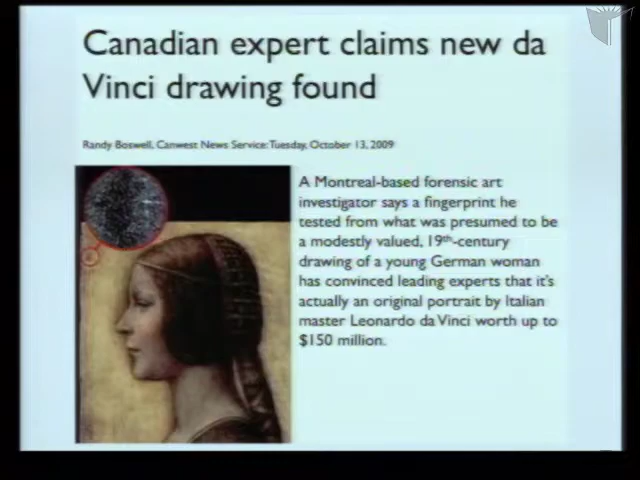 Canadian expert claims new da
Vinci drawing found
Randy Boswell, Canwest News Service: Tuesday, October 13, 2009
A Montreal-based forensic art
investigator says a fingerprint he
tested from what was presumed to be
a modestly valued, 19th-century
drawing of a young German woman
has convinced leading experts that it's
actually an original portrait by Italian
master Leonardo da Vinci worth up to
$150 million.